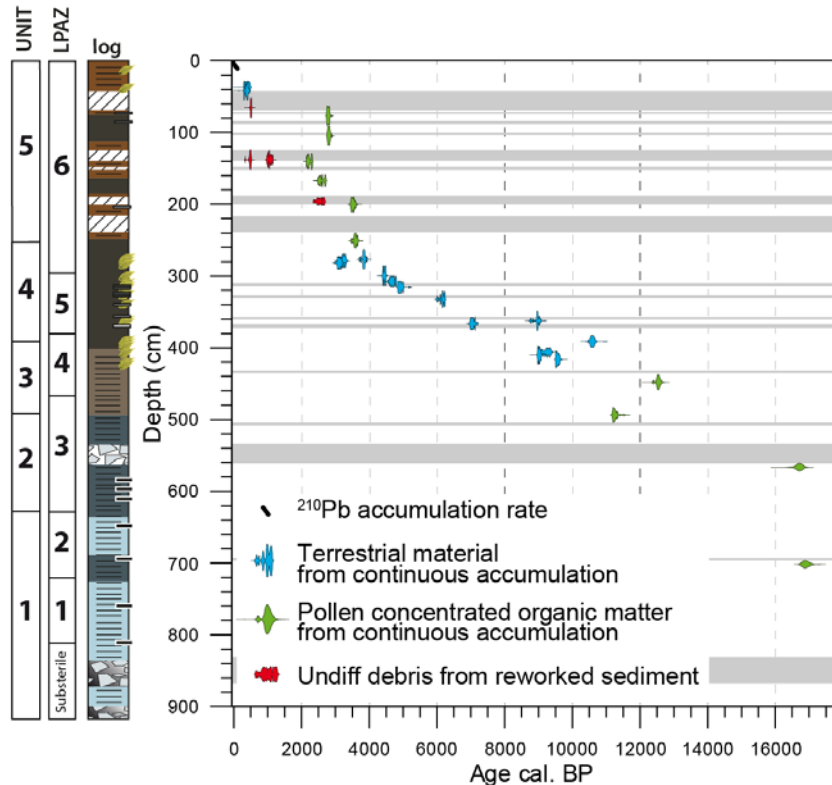 UNIT
LPAZ
log
5
4
3
2
1
6
5
4
3
2
1
Substerile
Depth (cm)
0
100
200
300
400
500
600
700
800
900
²¹⁰Pb accumulation rate
Terrestrial material
from continuous accumulation
Pollen concentrated organic matter
from continuous accumulation
Undiff debris from reworked sediment
0 2000 4000 6000 8000 10000 12000 14000 16000
Age cal. BP